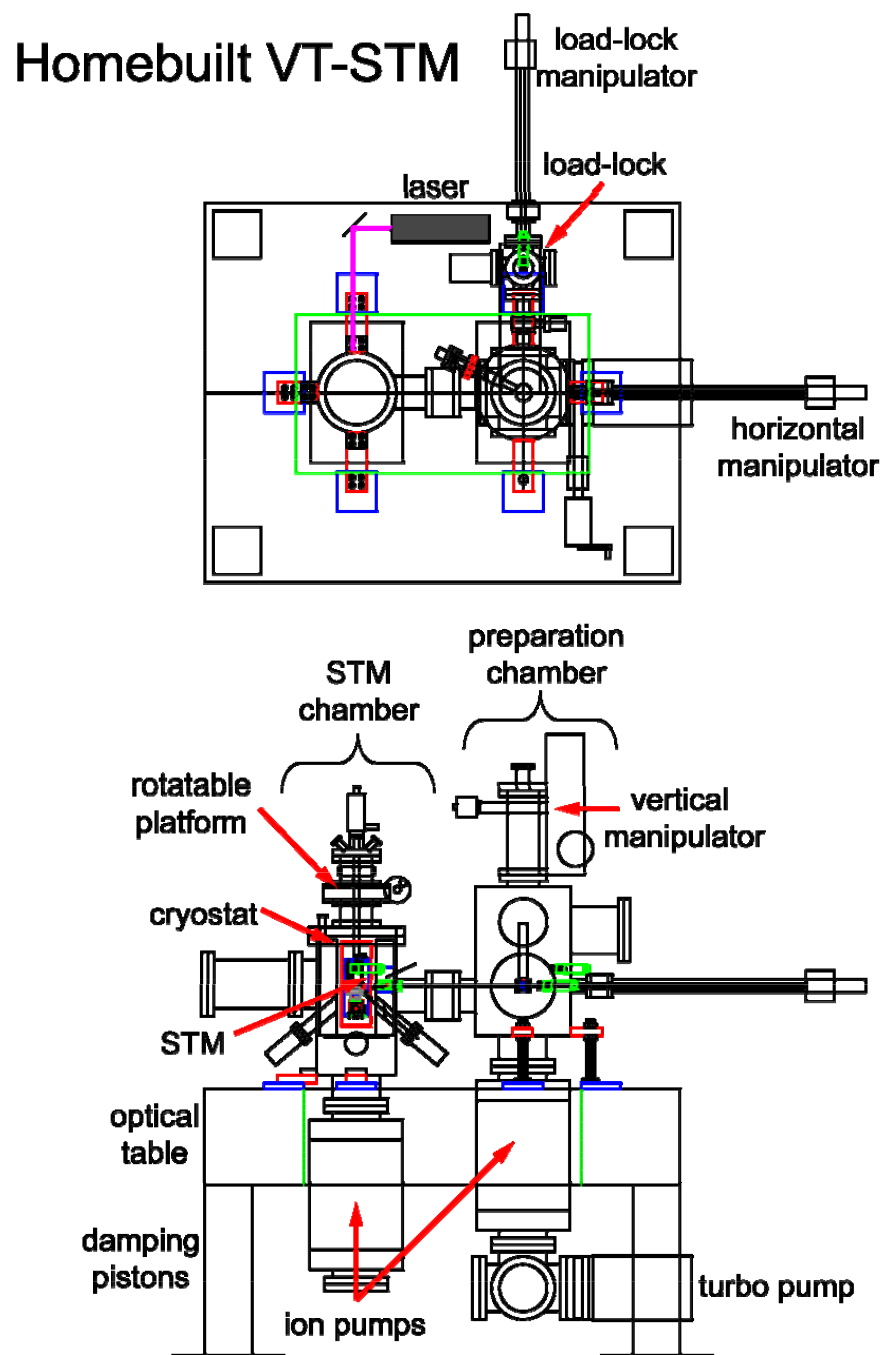 Homebuilt VT-STM
load-lock
manipulator
load-lock
laser
horizontal
manipulator
preparation
chamber
STM
chamber
rotatable
platform
vertical
manipulator
cryostat
STM
optical
table
damping
pistons
turbo pump
ion pumps